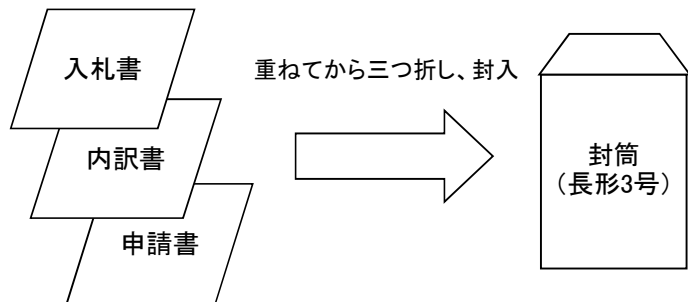 入札書
内訳書
申請書
重ねてから三つ折し、封入
封筒
（長形3号）